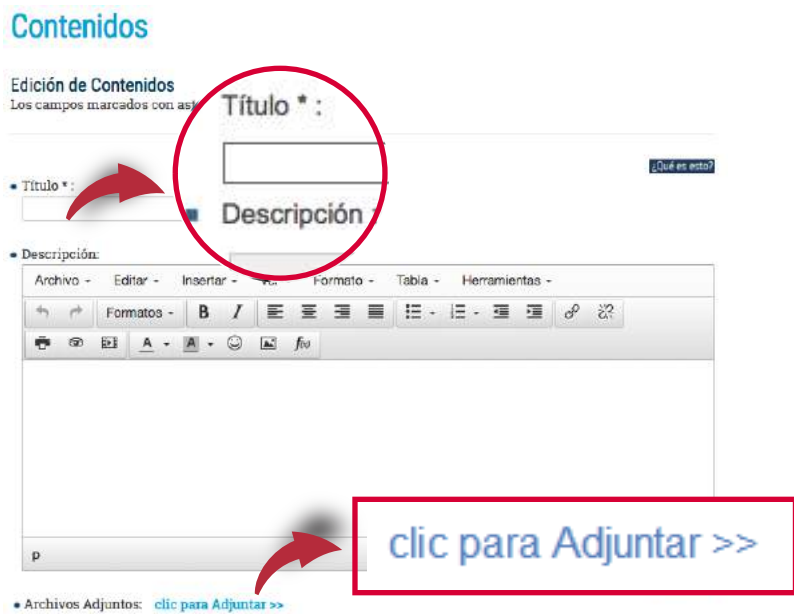 Contenidos
Edición de Contenidos
Los campos marcados con ast
Título * :
¿Qué es esto?
• Título * :
Descripción
• Descripción:
Archivo Editar Insertar Formato Tabla Herramientas
Formatos B I
A A f(x)
p
clic para Adjuntar >>
• Archivos Adjuntos: clic para Adjuntar >>